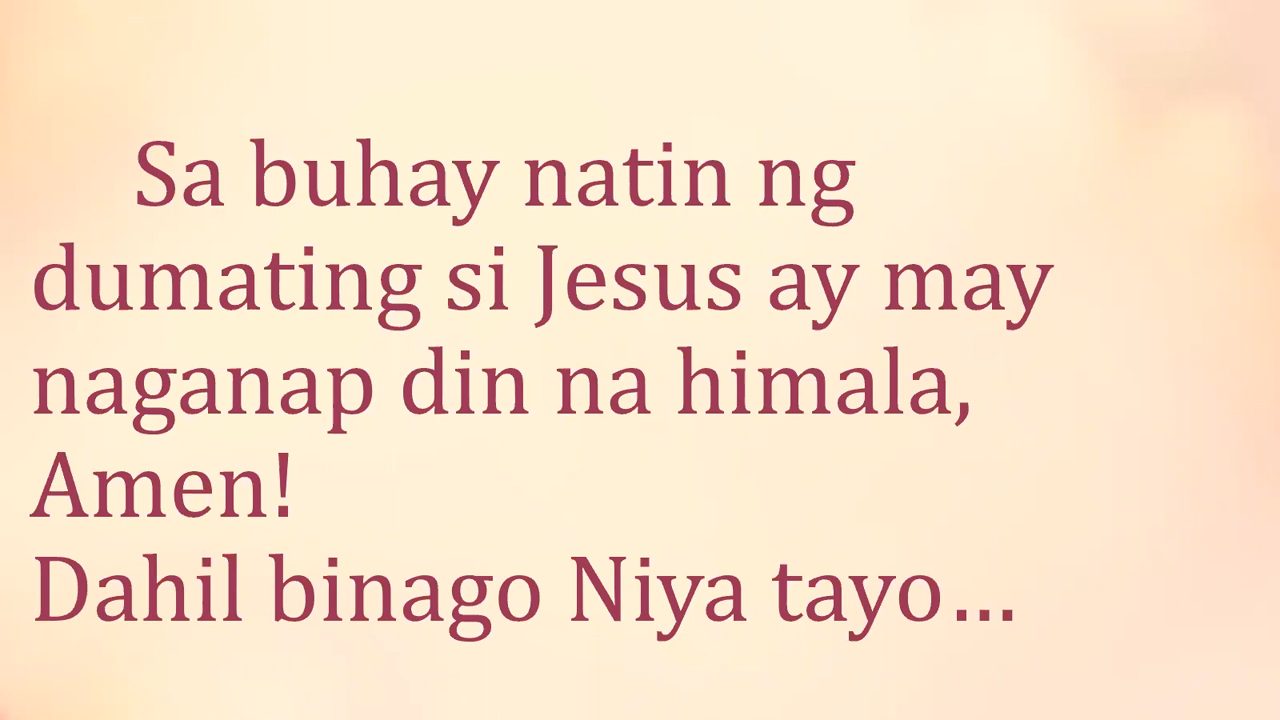 Sa buhay natin ng
dumating si Jesus ay may
naganap din na himala,
Amen!
Dahil binago Niya tayo...